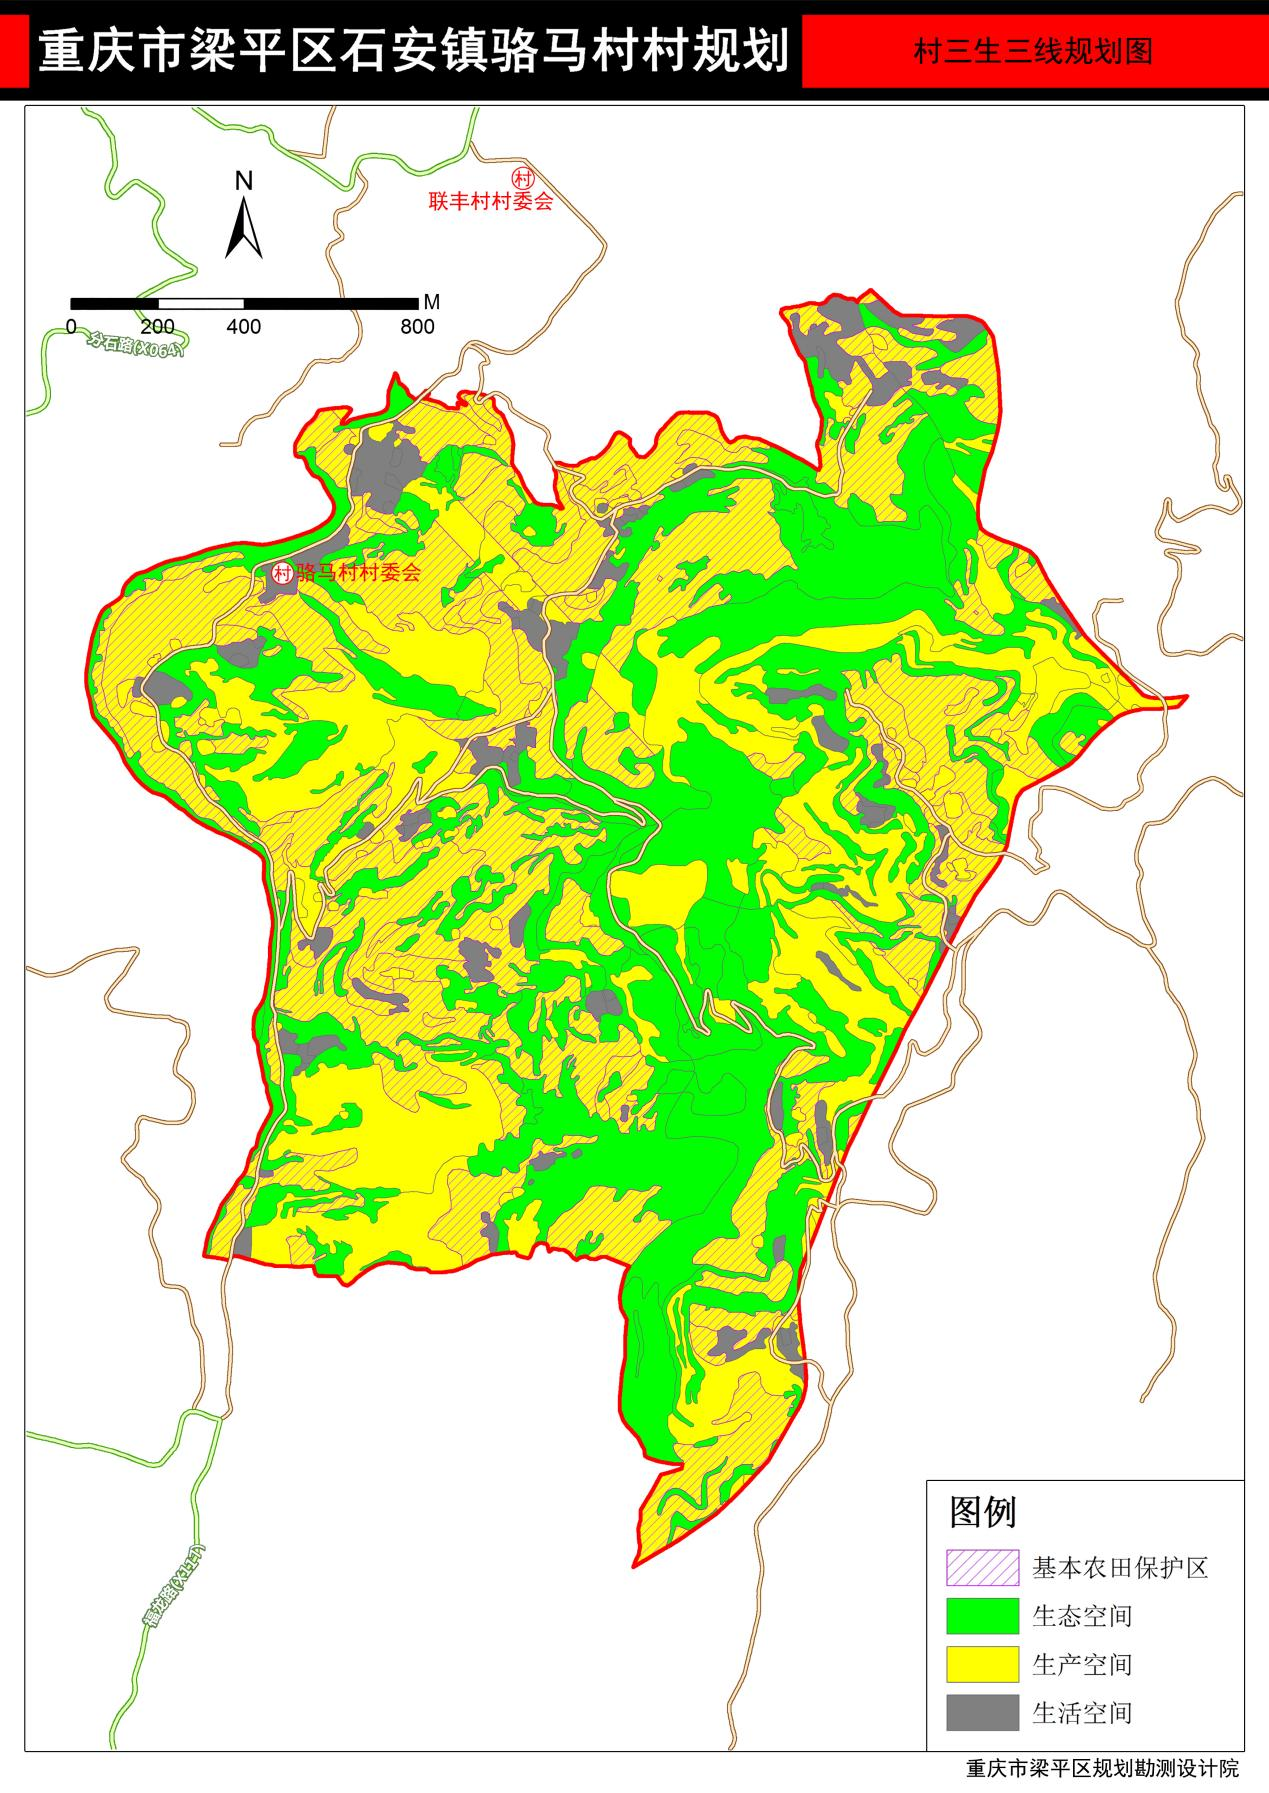 重庆市梁平区石安镇骆马村村规划
村三生三线规划图
村
联丰村村委会
N
M
0 200 400 800
分石路(X064)
村 骆马村村委会
福龙路(X117)
图例
基本农田保护区
生态空间
生产空间
生活空间
重庆市梁平区规划勘测设计院